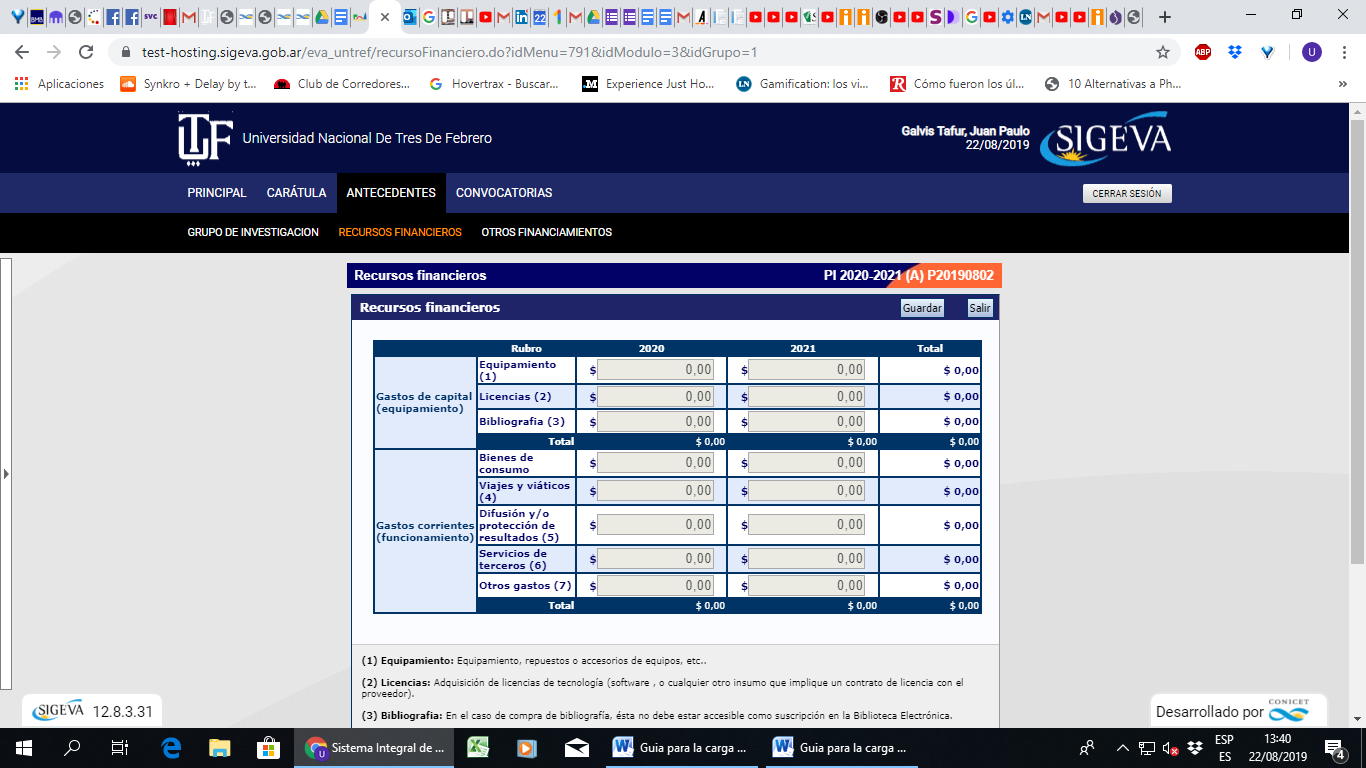 test-hosting.sigeva.gob.ar/eva_untref/recursoFinanciero.do?idMenu=791&idModulo=3&idGrupo=1
Aplicaciones Synkro + Delay by t... Club de Corredores... Hovertrax - Buscar... Experience Just Ho... Gamification: los vi... Cómo fueron los úl... 10 Alternativas a Ph... »
UTF Universidad Nacional De Tres De Febrero
Galvis Tafur, Juan Paulo
22/08/2019
SIGEVA
PRINCIPAL CARÁTULA ANTECEDENTES CONVOCATORIAS CERRAR SESIÓN
GRUPO DE INVESTIGACION RECURSOS FINANCIEROS OTROS FINANCIAMIENTOS
Recursos financieros PI 2020-2021 (A) P20190802
Recursos financieros Guardar Salir
Rubro 2020 2021 Total
Gastos de capital (equipamiento)
Equipamiento (1) $ 0,00 $ 0,00 $ 0,00
Licencias (2) $ 0,00 $ 0,00 $ 0,00
Bibliografia (3) $ 0,00 $ 0,00 $ 0,00
Total $ 0,00 $ 0,00 $ 0,00
Gastos corrientes (funcionamiento)
Bienes de consumo $ 0,00 $ 0,00 $ 0,00
Viajes y viáticos (4) $ 0,00 $ 0,00 $ 0,00
Difusión y/o protección de resultados (5) $ 0,00 $ 0,00 $ 0,00
Servicios de terceros (6) $ 0,00 $ 0,00 $ 0,00
Otros gastos (7) $ 0,00 $ 0,00 $ 0,00
Total $ 0,00 $ 0,00 $ 0,00
(1) Equipamiento: Equipamiento, repuestos o accesorios de equipos, etc..
(2) Licencias: Adquisición de licencias de tecnología (software , o cualquier otro insumo que implique un contrato de licencia con el
proveedor).
(3) Bibliografia: En el caso de compra de bibliografía, ésta no debe estar accesible como suscripción en la Biblioteca Electrónica.
SIGEVA 12.8.3.31
Desarrollado por CONICET
Sistema Integral de ... Guia para la carga ... Guia para la carga ...
ESP
ES
13:40
22/08/2019
4